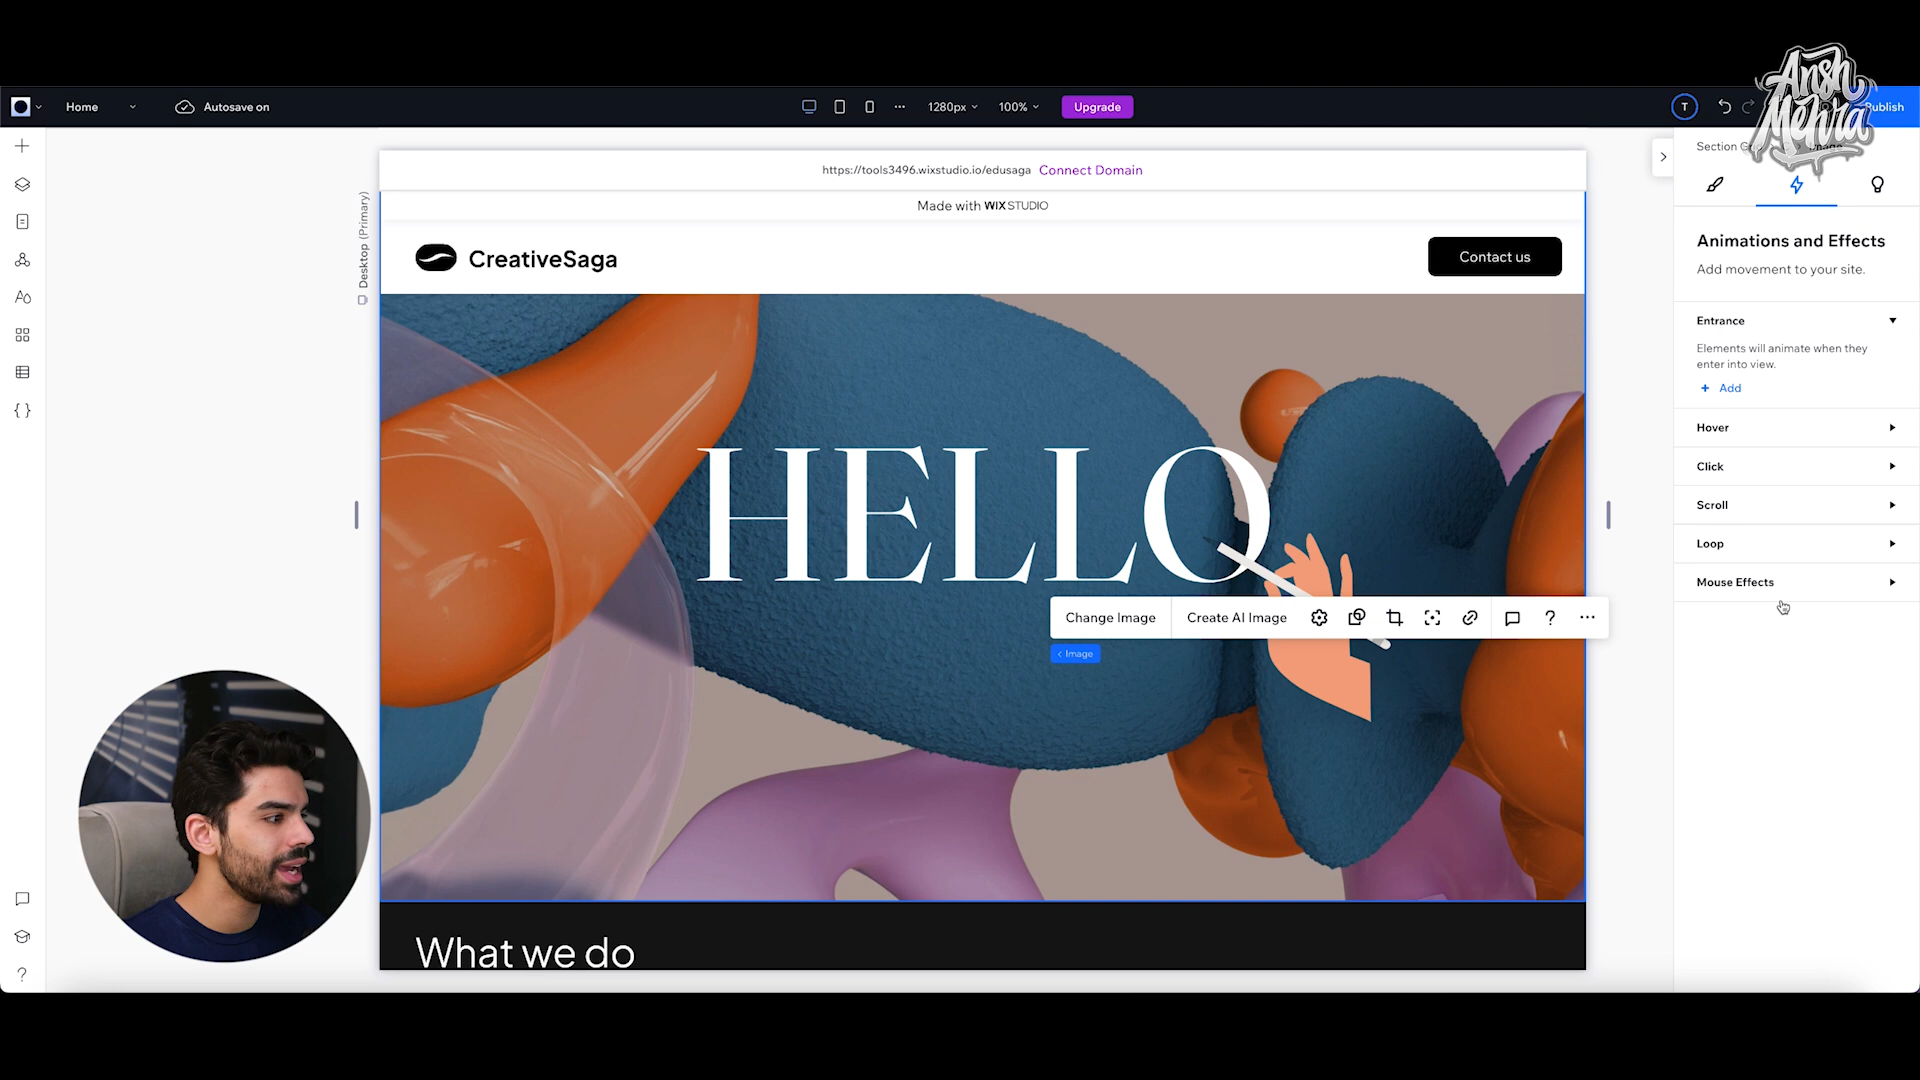 Ansh
Mehra
Home
Autosave on
1280px
100%
Upgrade
T
Publish
https://tools3496.wixstudio.io/edusaga Connect Domain
Made with WIX STUDIO
Desktop (Primary)
CreativeSaga
Contact us
HELLO
Change Image
Create AI Image
?
Image
What we do
Section
Image
Animations and Effects
Add movement to your site.
Entrance
Elements will animate when they
enter into view.
+ Add
Hover
Click
Scroll
Loop
Mouse Effects
?